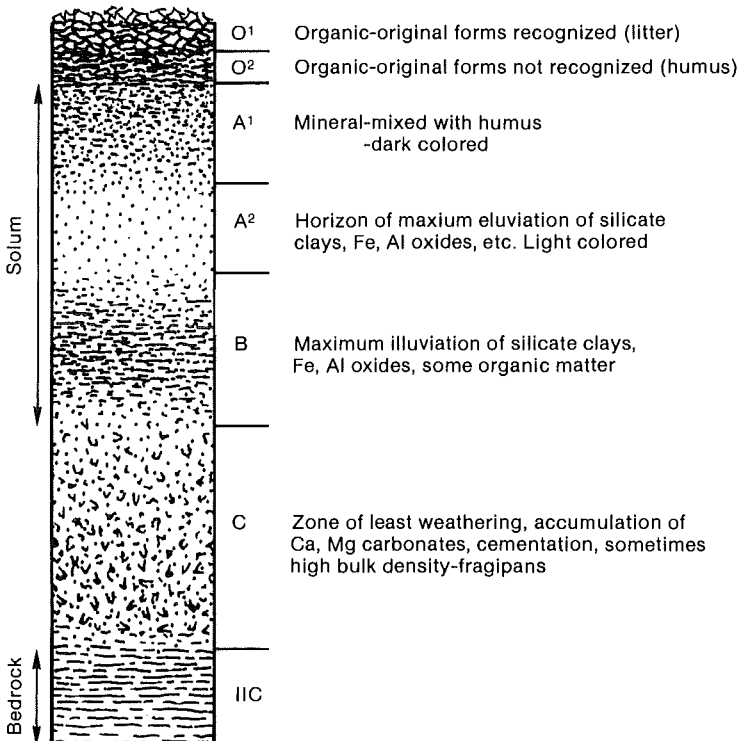 O¹ Organic-original forms recognized (litter)
O² Organic-original forms not recognized (humus)
A¹ Mineral-mixed with humus
-dark colored
A² Horizon of maxium eluviation of silicate
clays, Fe, Al oxides, etc. Light colored
Solum
B Maximum illuviation of silicate clays,
Fe, Al oxides, some organic matter
C Zone of least weathering, accumulation of
Ca, Mg carbonates, cementation, sometimes
high bulk density-fragipans
Bedrock
IIC